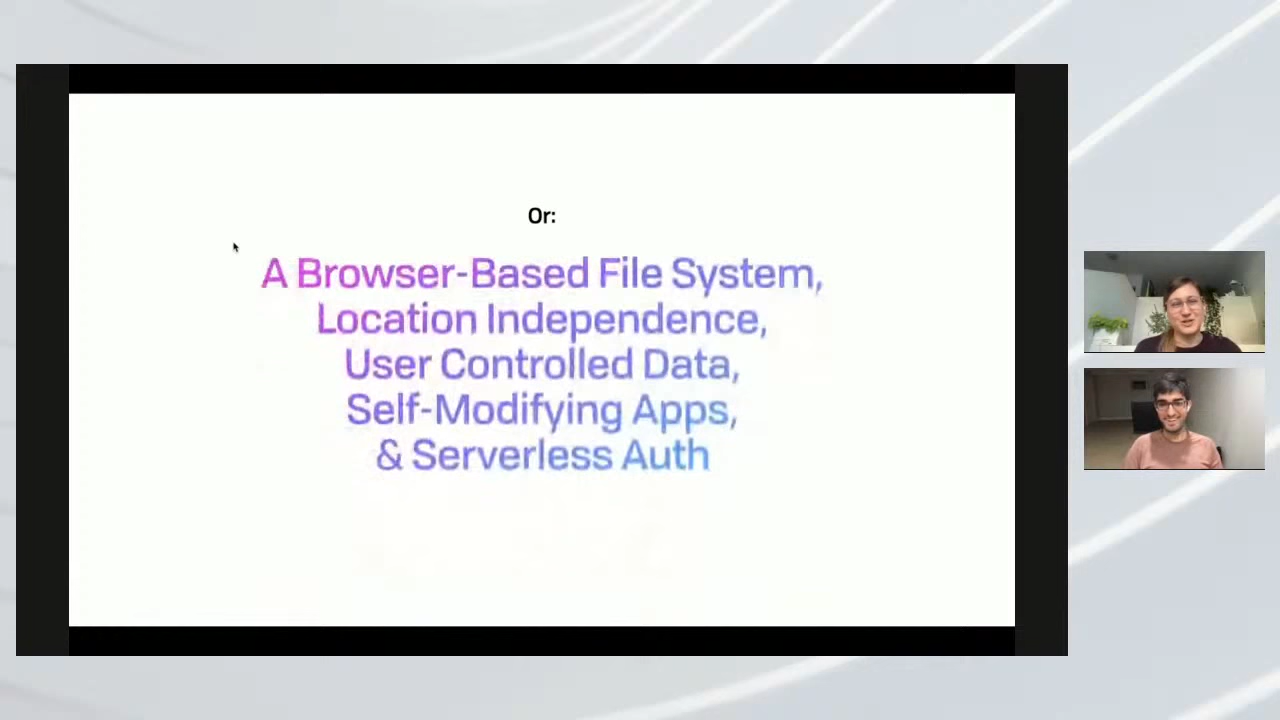 Or:
A Browser-Based File System,
Location Independence,
User Controlled Data,
Self-Modifying Apps,
& Serverless Auth